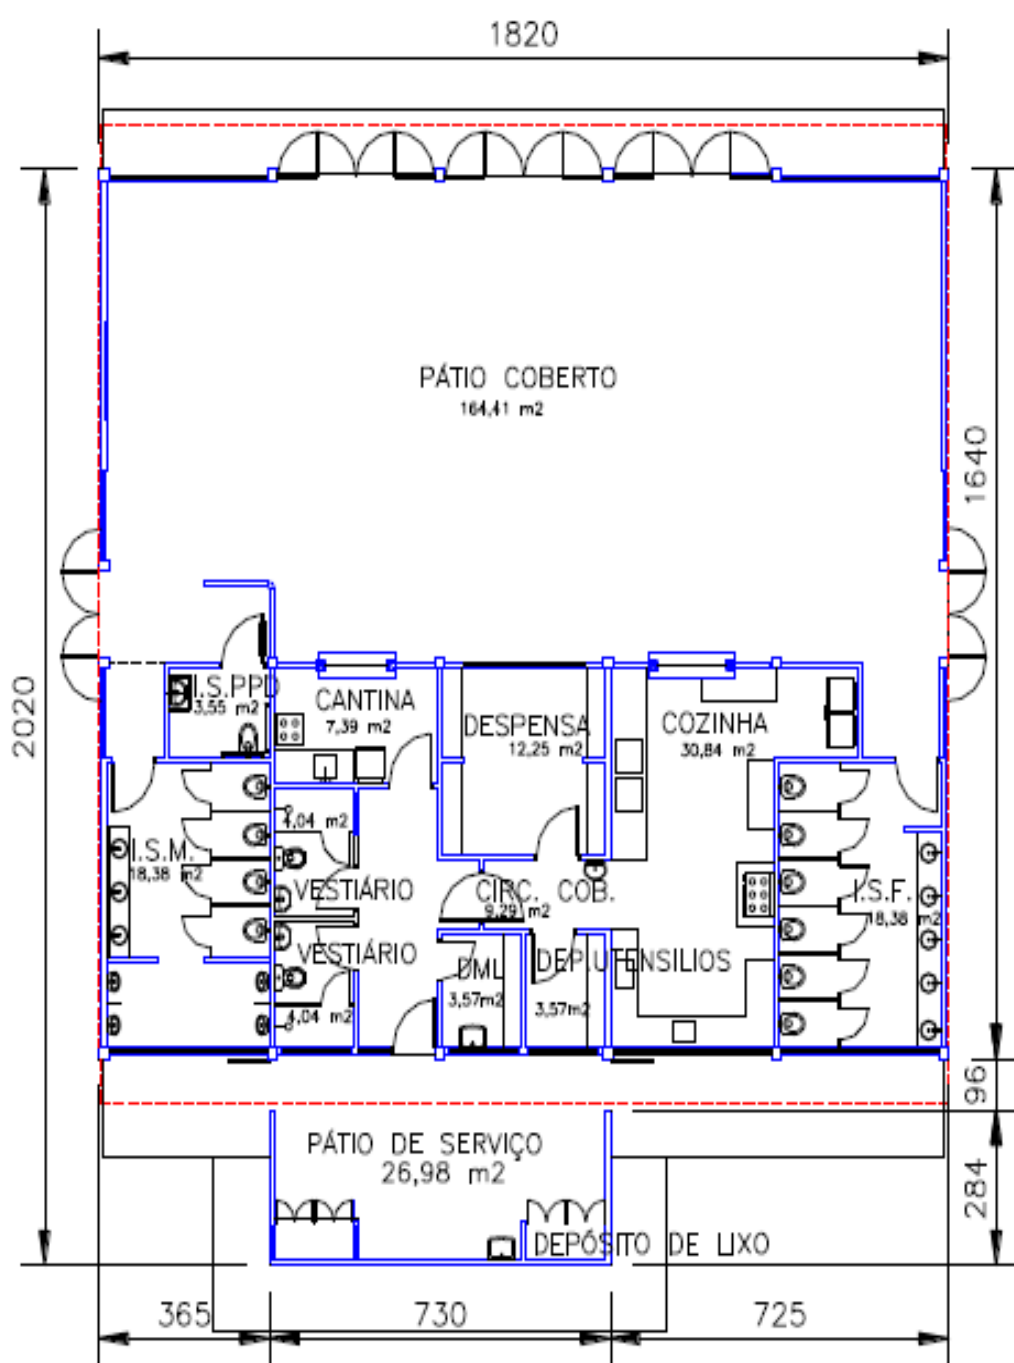 1820
PÁTIO COBERTO
164,41 m2
1640
2020
I.S.PPD
3,55 m2
CANTINA
7,39 m2
DESPENSA
12,25 m2
COZINHA
30,84 m2
4,04 m2
I.S.M.
18,38 m2
VESTIÁRIO
CIRC. COB.
9,29 m2
I.S.F.
18,38 m2
VESTIÁRIO
DML
3,57m2
DEP.UTENSILIOS
3,57m2
4,04 m2
96
PÁTIO DE SERVIÇO
26,98 m2
284
DEPÓSITO DE LIXO
365
730
725